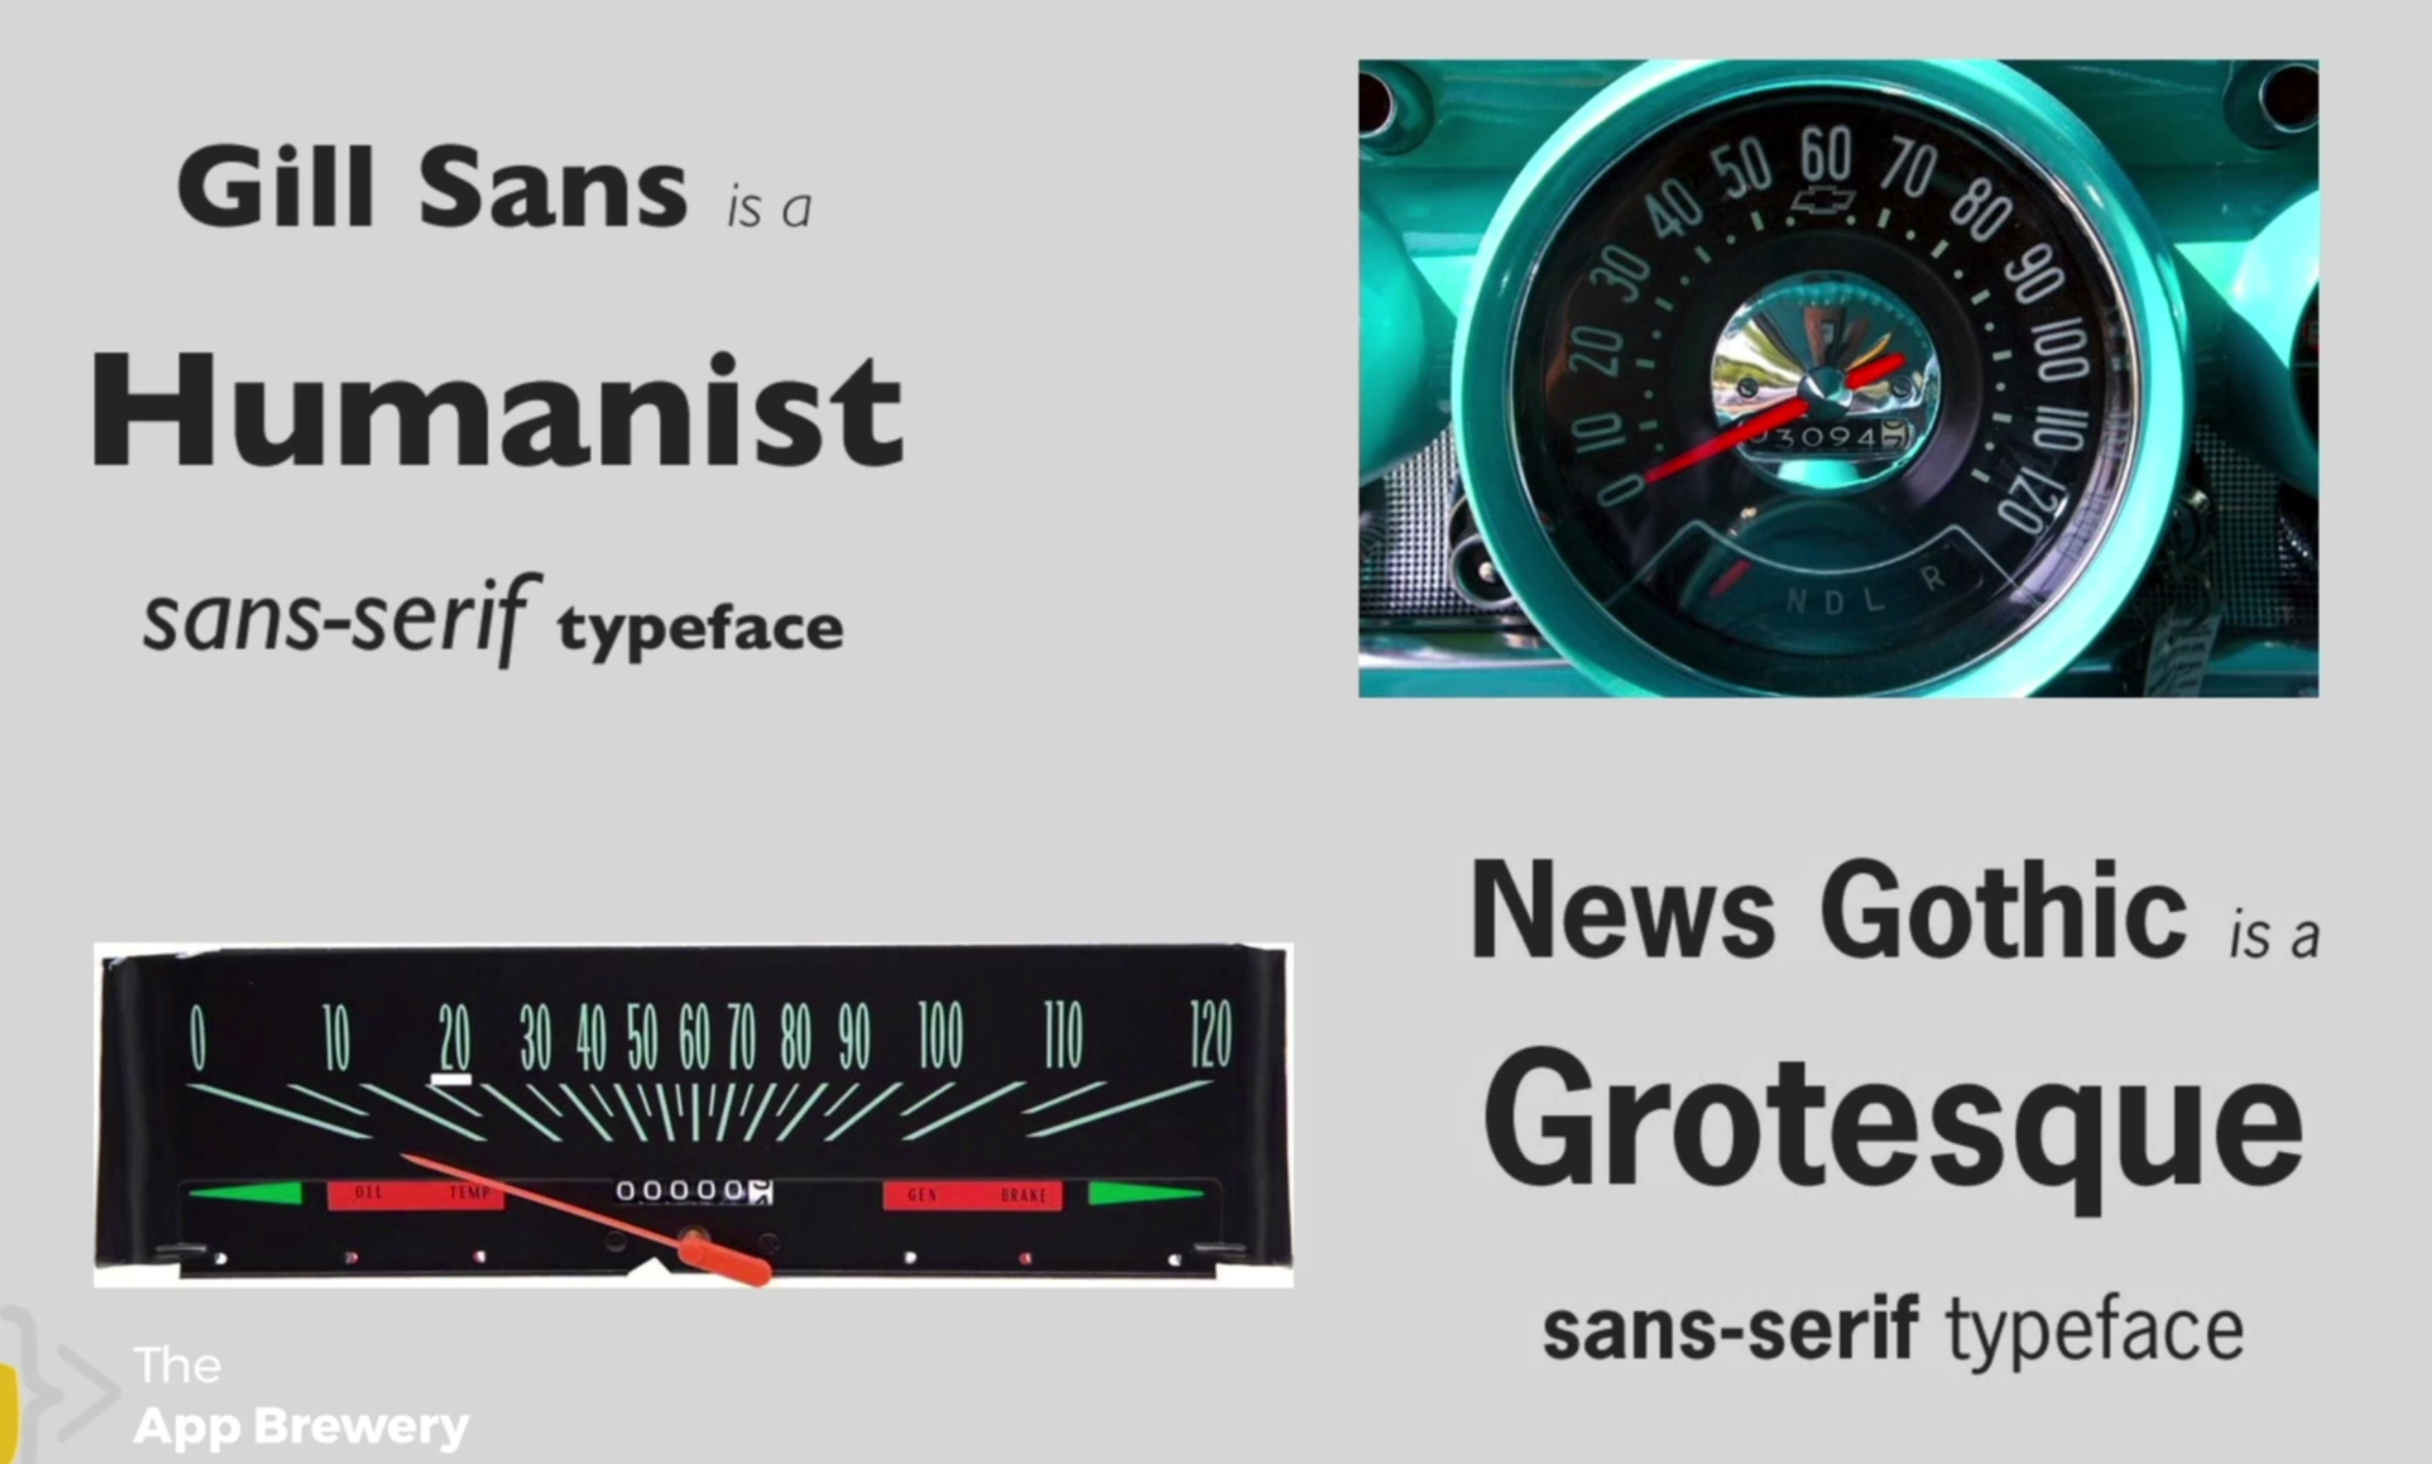 Gill Sans is a
Humanist
sans-serif typeface
0 10 20 30 40 50 60 70 80 90 100 110 120
3094
N D L R
0 10 20 30 40 50 60 70 80 90 100 110 120
OIL TEMP 00000 GEN BRAKE
News Gothic is a
Grotesque
sans-serif typeface
The
App Brewery